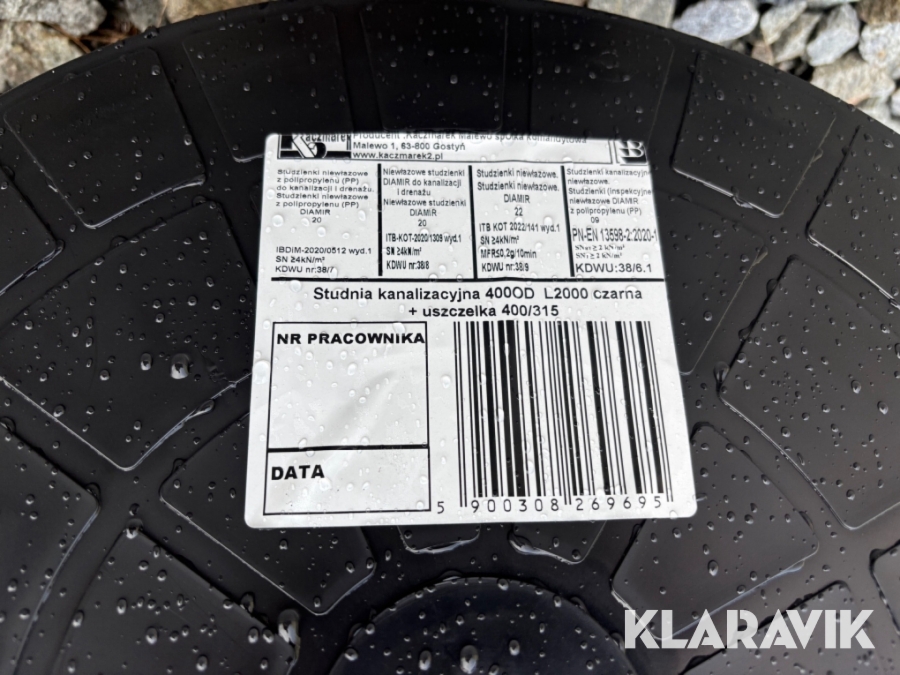 Kaczmarek
Producent :Kaczmarek Malewo spółka komandytowa
Malewo 1, 63-800 Gostyń
www.kaczmarek2.pl
Studzienki niewłazowe
z polipropylenu (PP)
do kanalizacji i drenażu.
Studzienki niewłazowe
z polipropylenu (PP)
DIAMIR
20
IBDiM-2020/0512 wyd.1
SN ≥4kN/m²
KDWU nr:38/7
Niewłazowe studzienki
DIAMIR do kanalizacji
i drenażu
Niewłazowe studzienki
DIAMIR
20
ITB-KOT-2020/1309 wyd.1
SN ≥4kN/m²
KDWU nr:38/8
Studzienki niewłazowe.
Studzienki niewłazowe
DIAMIR
22
ITB KOT 2022/141 wyd.1
SN ≥4kN/m²
MFR≤0,2g/10min
KDWU nr:38/9
Studzienki kanalizacyjne
niewłazowe.
Studzienki (inspekcyjne
niewłazowe DIAMIR
z polipropylenu (PP)
09
PN-EN 13598-2:2020-1
KDWU:38/6.1
Studnia kanalizacyjna 400OD L2000 czarna
+ uszczelka 400/315
NR PRACOWNIKA
DATA
5 900308 269695
KLARAVIK